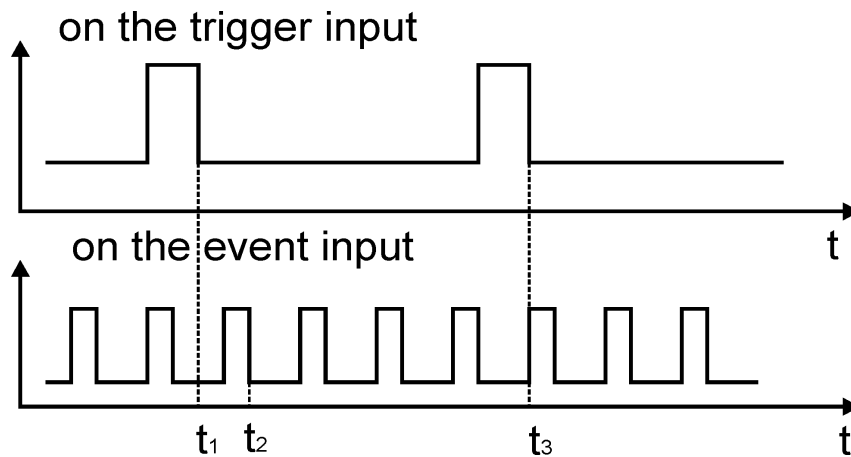 on the trigger input
t
on the event input
t₁ t₂ t₃ t